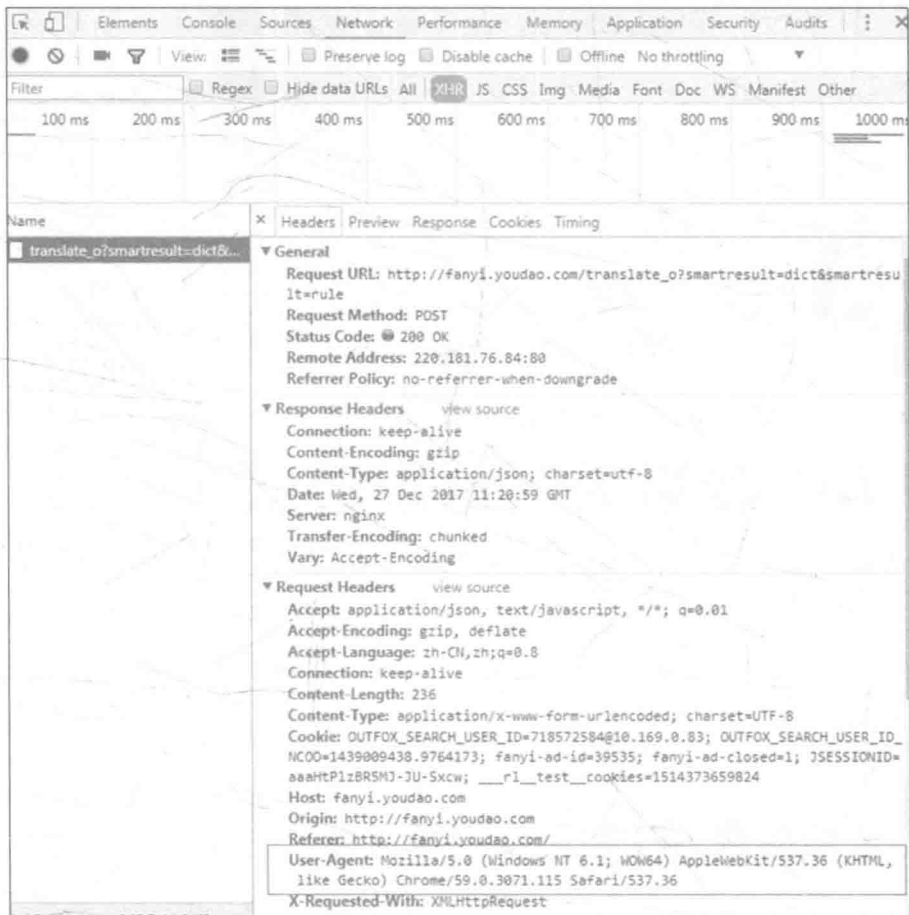 Elements Console Sources Network Performance Memory Application Security Audits
View: Preserve log Disable cache Offline No throttling
Filter Regex Hide data URLs All XHR JS CSS Img Media Font Doc WS Manifest Other
100 ms 200 ms 300 ms 400 ms 500 ms 600 ms 700 ms 800 ms 900 ms 1000 ms
Name × Headers Preview Response Cookies Timing
translate_o?smartresult=dict&...
▼ General
Request URL: http://fanyi.youdao.com/translate_o?smartresult=dict&smartresu
lt=rule
Request Method: POST
Status Code: 200 OK
Remote Address: 220.181.76.84:80
Referrer Policy: no-referrer-when-downgrade
▼ Response Headers view source
Connection: keep-alive
Content-Encoding: gzip
Content-Type: application/json; charset=utf-8
Date: Wed, 27 Dec 2017 11:20:59 GMT
Server: nginx
Transfer-Encoding: chunked
Vary: Accept-Encoding
▼ Request Headers view source
Accept: application/json, text/javascript, */*; q=0.01
Accept-Encoding: gzip, deflate
Accept-Language: zh-CN,zh;q=0.8
Connection: keep-alive
Content-Length: 236
Content-Type: application/x-www-form-urlencoded; charset=UTF-8
Cookie: OUTFOX_SEARCH_USER_ID=718572584@10.169.0.83; OUTFOX_SEARCH_USER_ID_
NCOO=1439009438.9764173; fanyi-ad-id=39535; fanyi-ad-closed=1; JSESSIONID=
aaaHtPlzBR5MJ-JU-Sxcw; ___rl__test__cookies=1514373659824
Host: fanyi.youdao.com
Origin: http://fanyi.youdao.com
Referer: http://fanyi.youdao.com/
User-Agent: Mozilla/5.0 (Windows NT 6.1; WOW64) AppleWebKit/537.36 (KHTML,
like Gecko) Chrome/59.0.3071.115 Safari/537.36
X-Requested-With: XMLHttpRequest